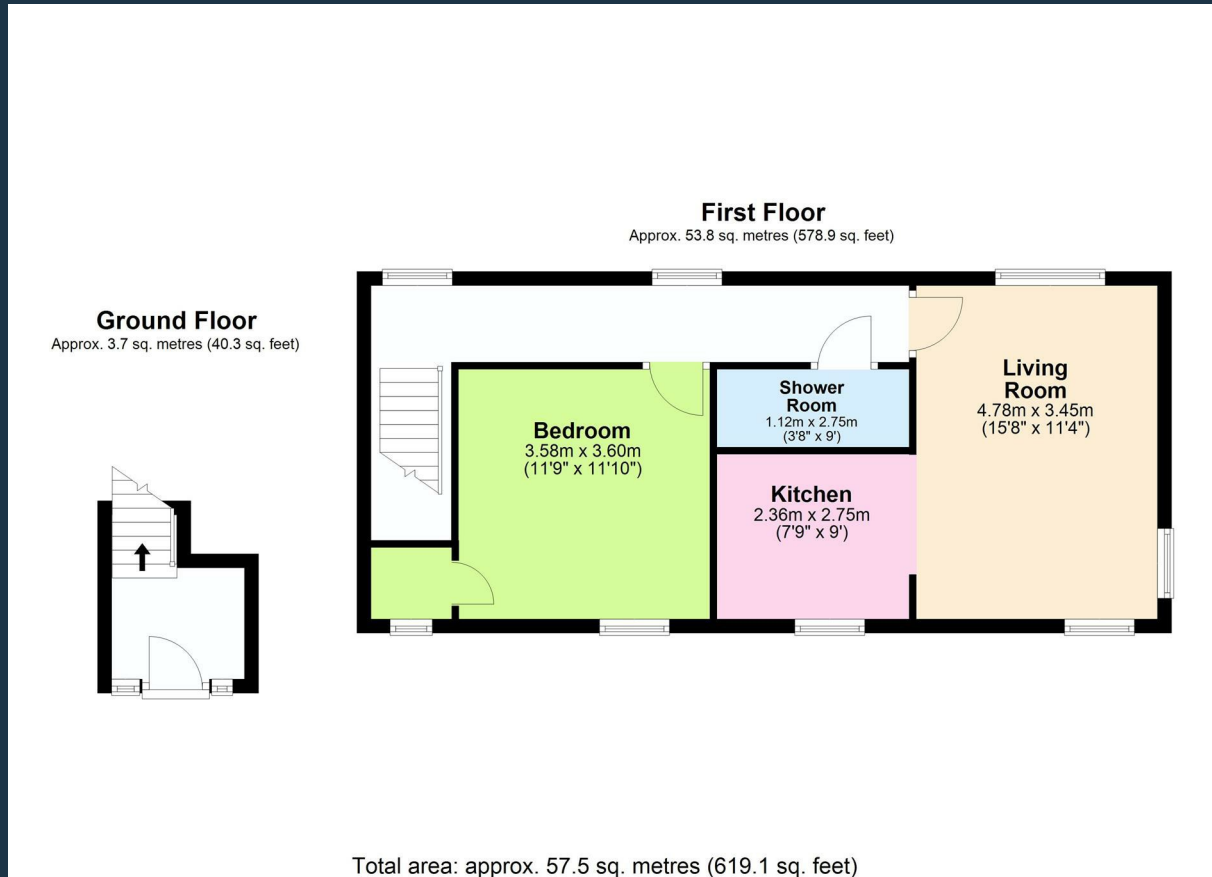 First Floor
Approx. 53.8 sq. metres (578.9 sq. feet)
Ground Floor
Approx. 3.7 sq. metres (40.3 sq. feet)
Bedroom
3.58m x 3.60m
(11'9" x 11'10")
Shower
Room
1.12m x 2.75m
(3'8" x 9')
Kitchen
2.36m x 2.75m
(7'9" x 9')
Living
Room
4.78m x 3.45m
(15'8" x 11'4")
Total area: approx. 57.5 sq. metres (619.1 sq. feet)